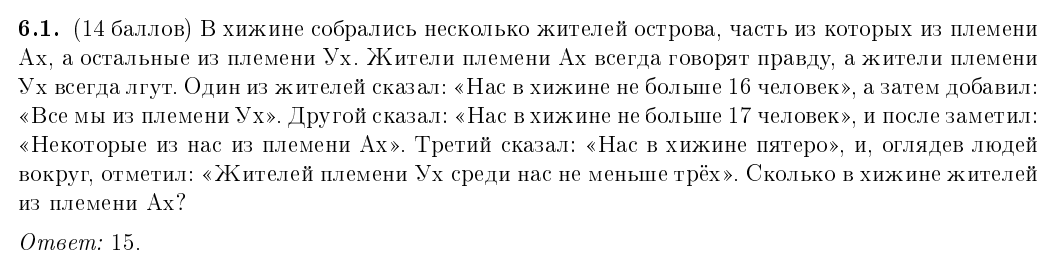 6.1. (14 баллов) В хижине собрались несколько жителей острова, часть из которых из племени
Ах, а остальные из племени Ух. Жители племени Ах всегда говорят правду, а жители племени
Ух всегда лгут. Один из жителей сказал: «Нас в хижине не больше 16 человек», а затем добавил:
«Все мы из племени Ух». Другой сказал: «Нас в хижине не больше 17 человек», и после заметил:
«Некоторые из нас из племени Ах». Третий сказал: «Нас в хижине пятеро», и, оглядев людей
вокруг, отметил: «Жителей племени Ух среди нас не меньше трёх». Сколько в хижине жителей
из племени Ах?
Ответ: 15.